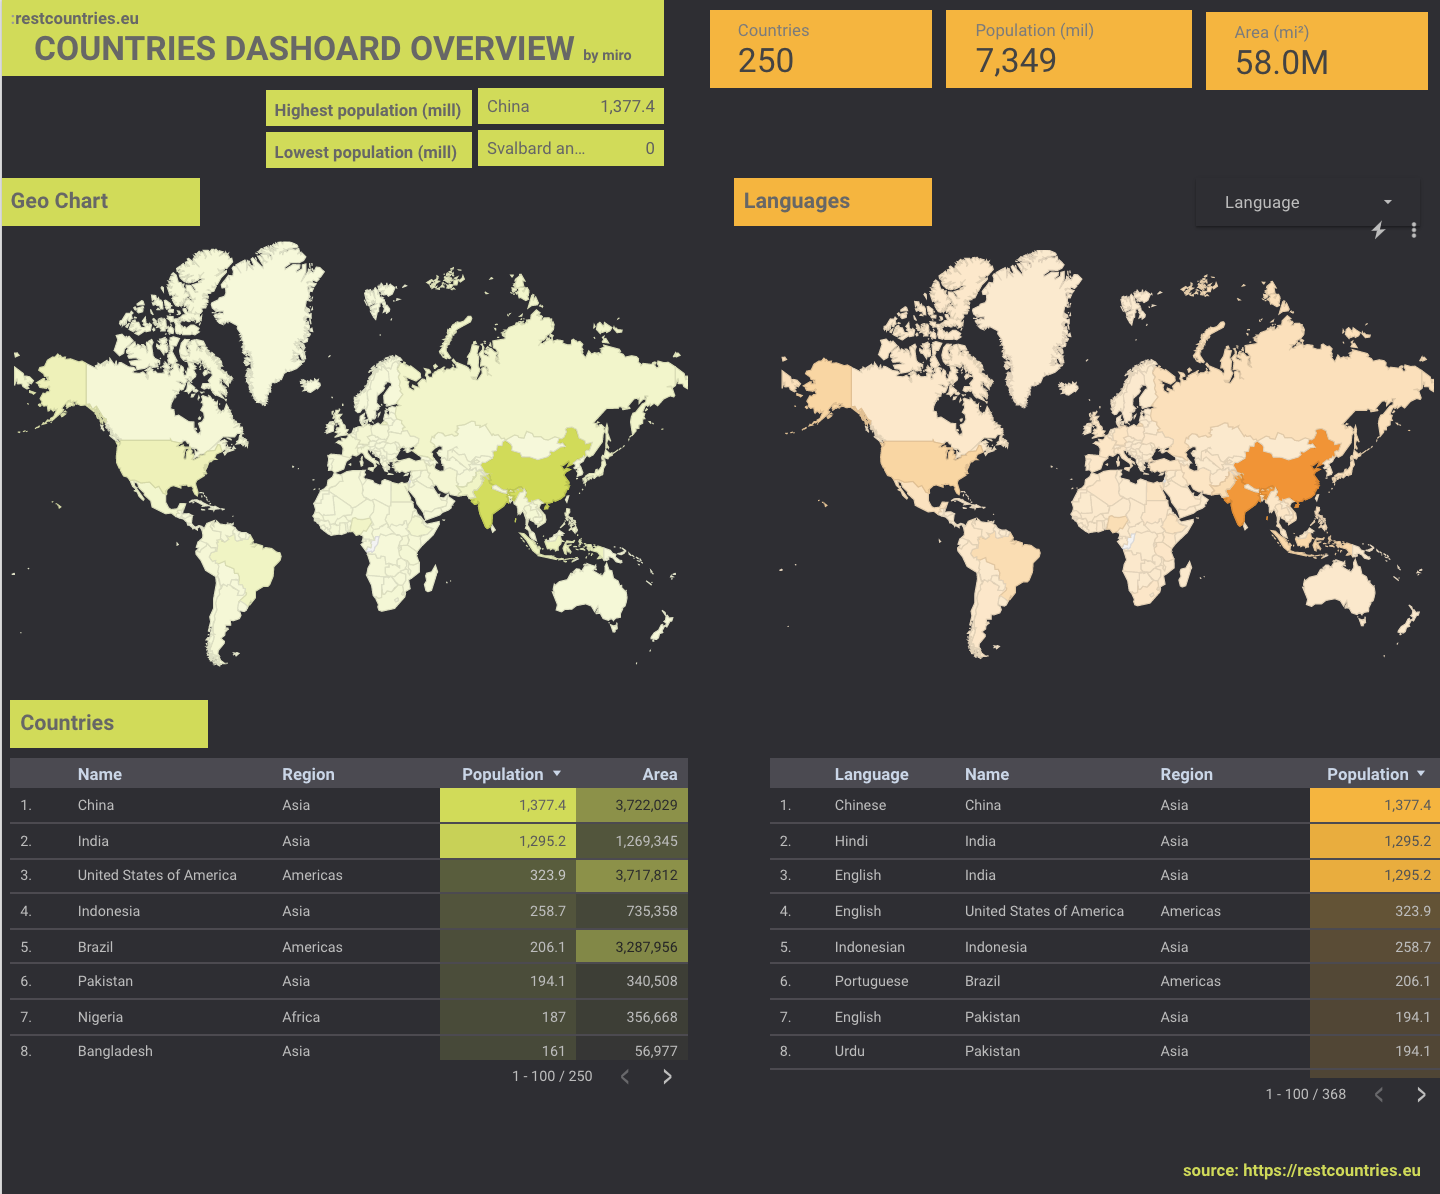 :restcountries.eu
COUNTRIES DASHOARD OVERVIEW by miro
Countries
250
Population (mil)
7,349
Area (mi²)
58.0M
Highest population (mill)
China 1,377.4
Lowest population (mill)
Svalbard an... 0
Geo Chart
Languages
Language
Countries
Name Region Population Area
1. China Asia 1,377.4 3,722,029
2. India Asia 1,295.2 1,269,345
3. United States of America Americas 323.9 3,717,812
4. Indonesia Asia 258.7 735,358
5. Brazil Americas 206.1 3,287,956
6. Pakistan Asia 194.1 340,508
7. Nigeria Africa 187 356,668
8. Bangladesh Asia 161 56,977
1 - 100 / 250
Language Name Region Population
1. Chinese China Asia 1,377.4
2. Hindi India Asia 1,295.2
3. English India Asia 1,295.2
4. English United States of America Americas 323.9
5. Indonesian Indonesia Asia 258.7
6. Portuguese Brazil Americas 206.1
7. English Pakistan Asia 194.1
8. Urdu Pakistan Asia 194.1
1 - 100 / 368
source: https://restcountries.eu